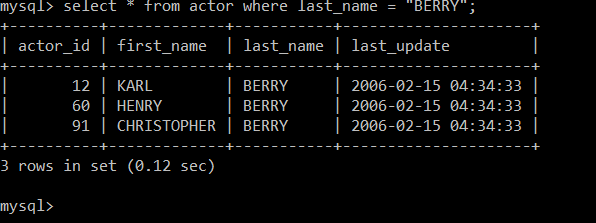 mysql> select * from actor where last_name = "BERRY";
+----------+-------------+-----------+---------------------+
| actor_id | first_name  | last_name | last_update         |
+----------+-------------+-----------+---------------------+
|       12 | KARL        | BERRY     | 2006-02-15 04:34:33 |
|       60 | HENRY       | BERRY     | 2006-02-15 04:34:33 |
|       91 | CHRISTOPHER | BERRY     | 2006-02-15 04:34:33 |
+----------+-------------+-----------+---------------------+
3 rows in set (0.12 sec)
mysql>